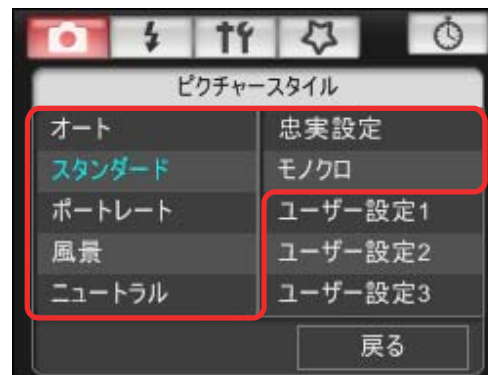 ピクチャースタイル
オート
スタンダード
ポートレート
風景
ニュートラル
忠実設定
モノクロ
ユーザー設定1
ユーザー設定2
ユーザー設定3
戻る